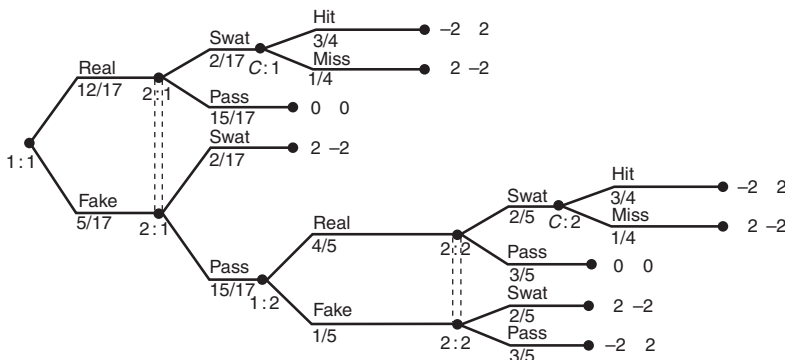 Hit
Swat
3/4
–2 2
Real
2/17
C:1
Miss
12/17
2:1
1/4
2 –2
Pass
15/17
0 0
Swat
1:1
2/17
2 –2
Hit
Fake
Swat
3/4
–2 2
5/17
2:1
Real
2/5
C:2
Miss
4/5
2:2
1/4
2 –2
Pass
Pass
15/17
1:2
3/5
0 0
Swat
Fake
2/5
2 –2
1/5
2:2
Pass
3/5
–2 2